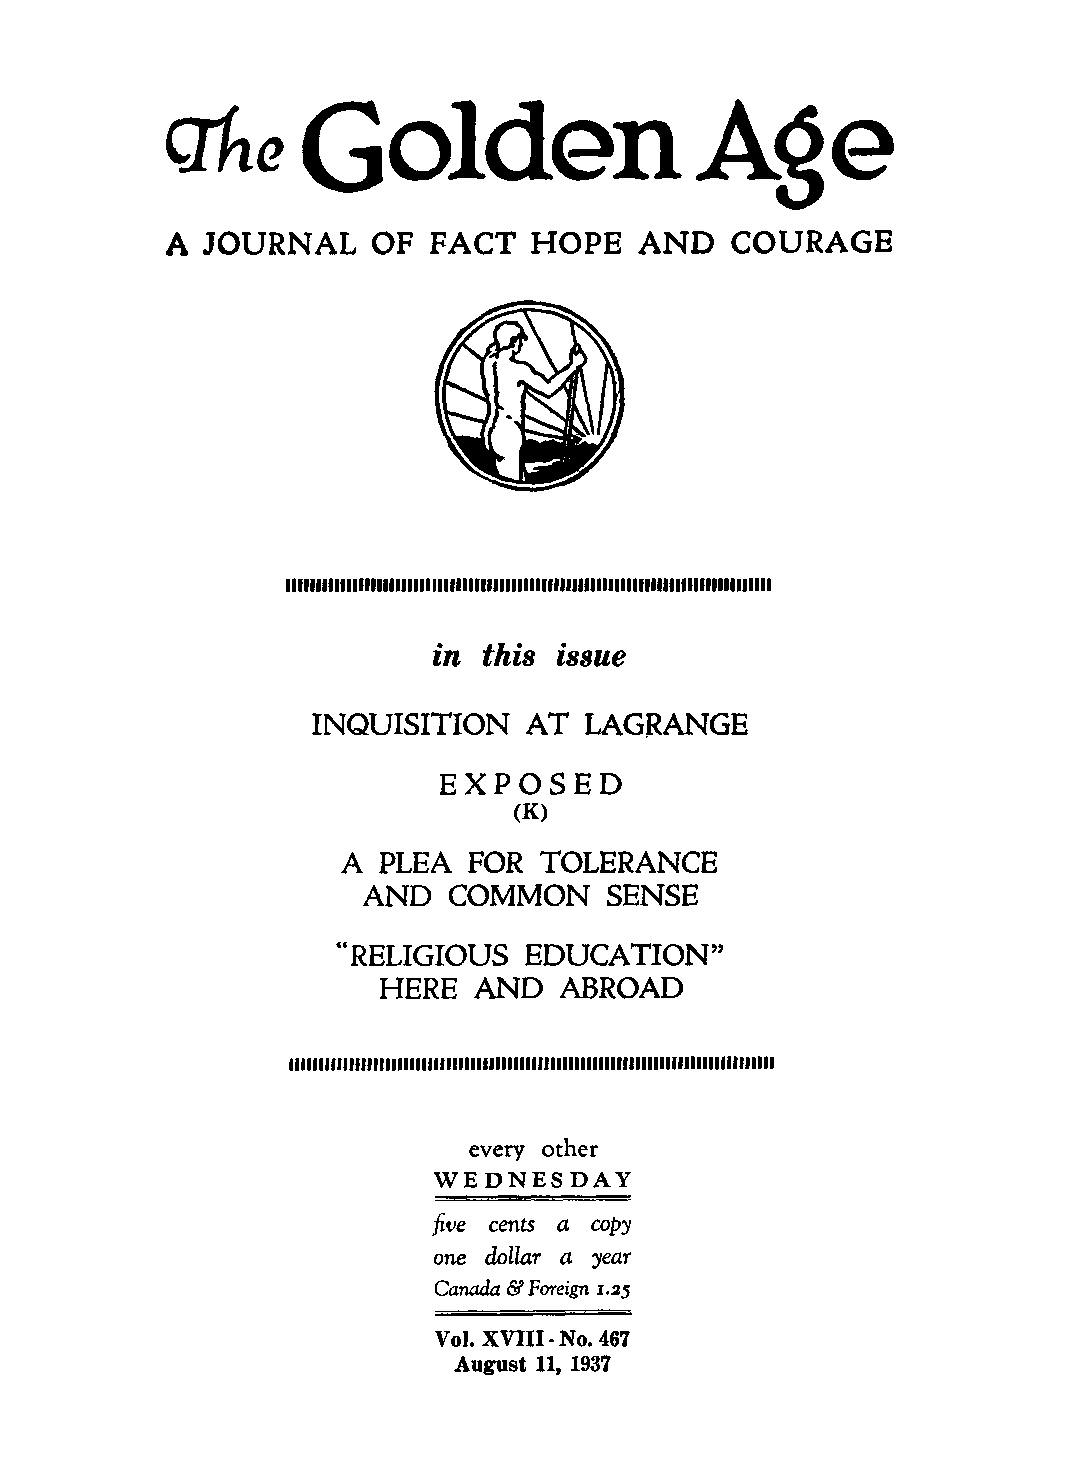 The Golden Age
A JOURNAL OF FACT HOPE AND COURAGE
in this issue
INQUISITION AT LAGRANGE
EXPOSED
(K)
A PLEA FOR TOLERANCE
AND COMMON SENSE
“RELIGIOUS EDUCATION”
HERE AND ABROAD
every other
WEDNESDAY
five cents a copy
one dollar a year
Canada & Foreign 1.25
Vol. XVIII - No. 467
August 11, 1937